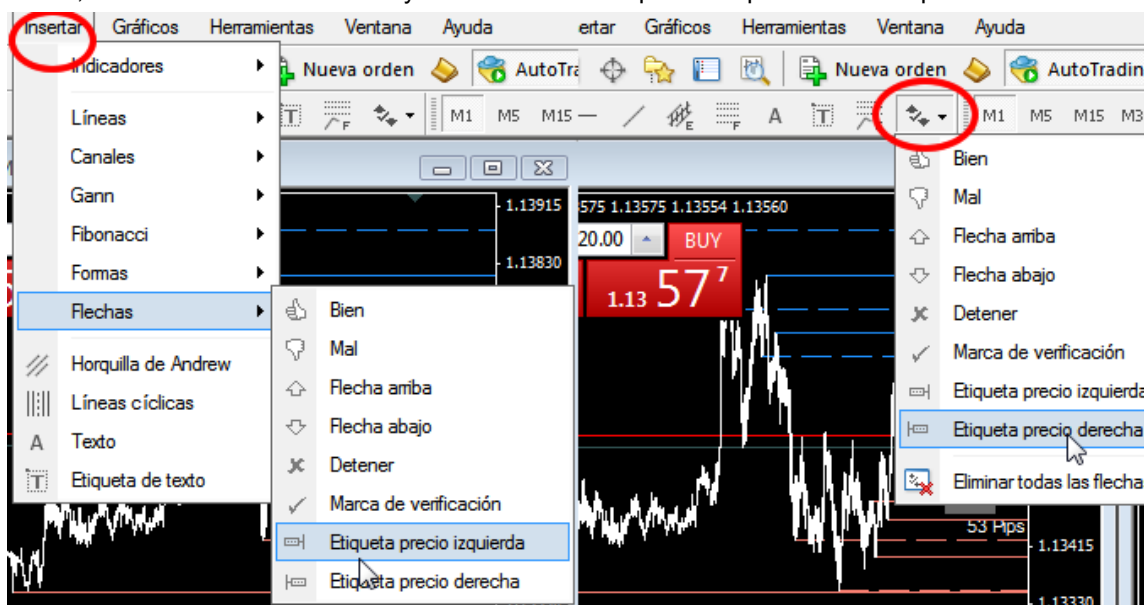 Insertar Gráficos Herramientas Ventana Ayuda
Indicadores
Líneas
Canales
Gann
Fibonacci
Formas
Flechas
Horquilla de Andrew
Líneas cíclicas
A Texto
T Etiqueta de texto
Nueva orden AutoTra
T F M1 M5 M15
1.13915
1.13830
Bien
Mal
Flecha arriba
Flecha abajo
Detener
Marca de verificación
Etiqueta precio izquierda
Etiqueta precio derecha
ertar Gráficos Herramientas Ventana Ayuda
Nueva orden AutoTradin
E F A T M1 M5 M15 M3
575 1.13575 1.13554 1.13560
20.00 BUY
1.13 57 7
Bien
Mal
Flecha arriba
Flecha abajo
Detener
Marca de verificación
Etiqueta precio izquierda
Etiqueta precio derecha
Eliminar todas las flecha
53 Pips
1.13415
1.13330